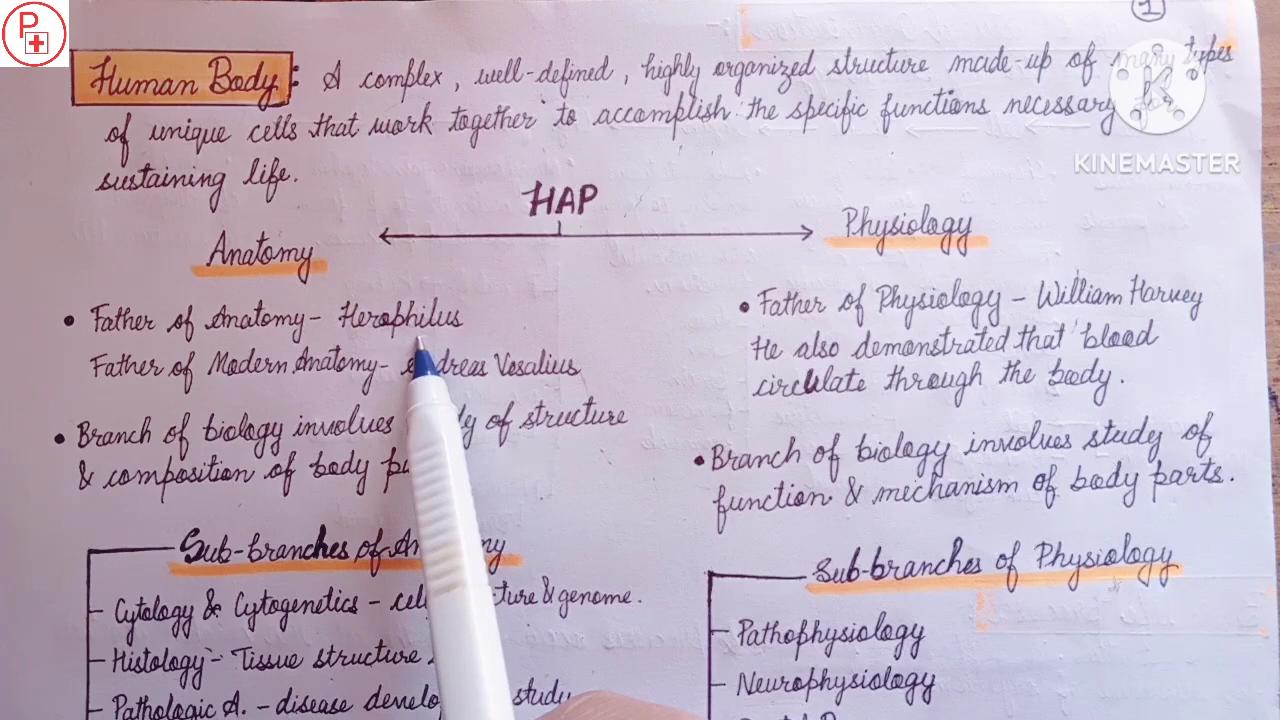 P
1
Human Body: A complex, well-defined, highly organized structure made-up of many types
of unique cells that work together to accomplish the specific functions necessary for
sustaining life.
KINEMASTER
HAP
Anatomy
• Father of Anatomy- Herophilus
Father of Modern Anatomy- Vesalius
• Branch of biology involves of structure
& composition of body
Sub-branches of
Cytology & Cytogenetics - & genome.
Histology - Tissue structure
Pathologic A. - disease study
Physiology
• Father of Physiology - William Harvey
He also demonstrated that blood
circulate through the body.
• Branch of biology involves study of
function & mechanism of body parts.
Sub-branches of Physiology
Pathophysiology
Neurophysiology